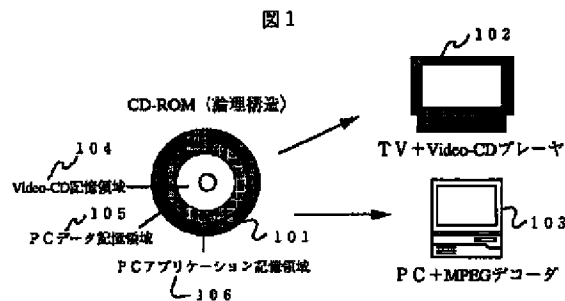 図1
102
CD-ROM（論理構造）
104
TV+Video-CDプレーヤ
Video-CD記憶領域
105
103
PCデータ記憶領域
101
PCアプリケーション記憶領域
106
PC+MPEGデコーダ